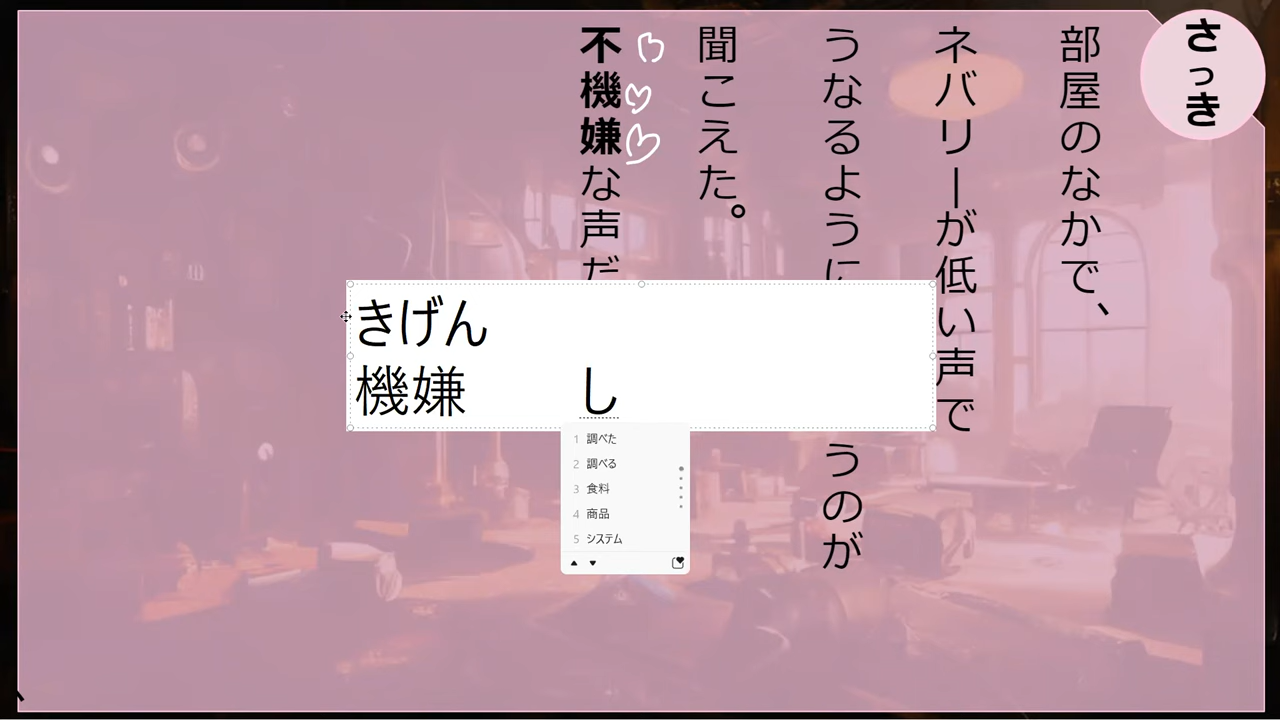 さっき
部屋のなかで、
ネバリーが低い声で
うなるように
うのが
聞こえた。
不機嫌な声だ
きげん
機嫌 し
1 調べた
2 調べる
3 食料
4 商品
5 システム